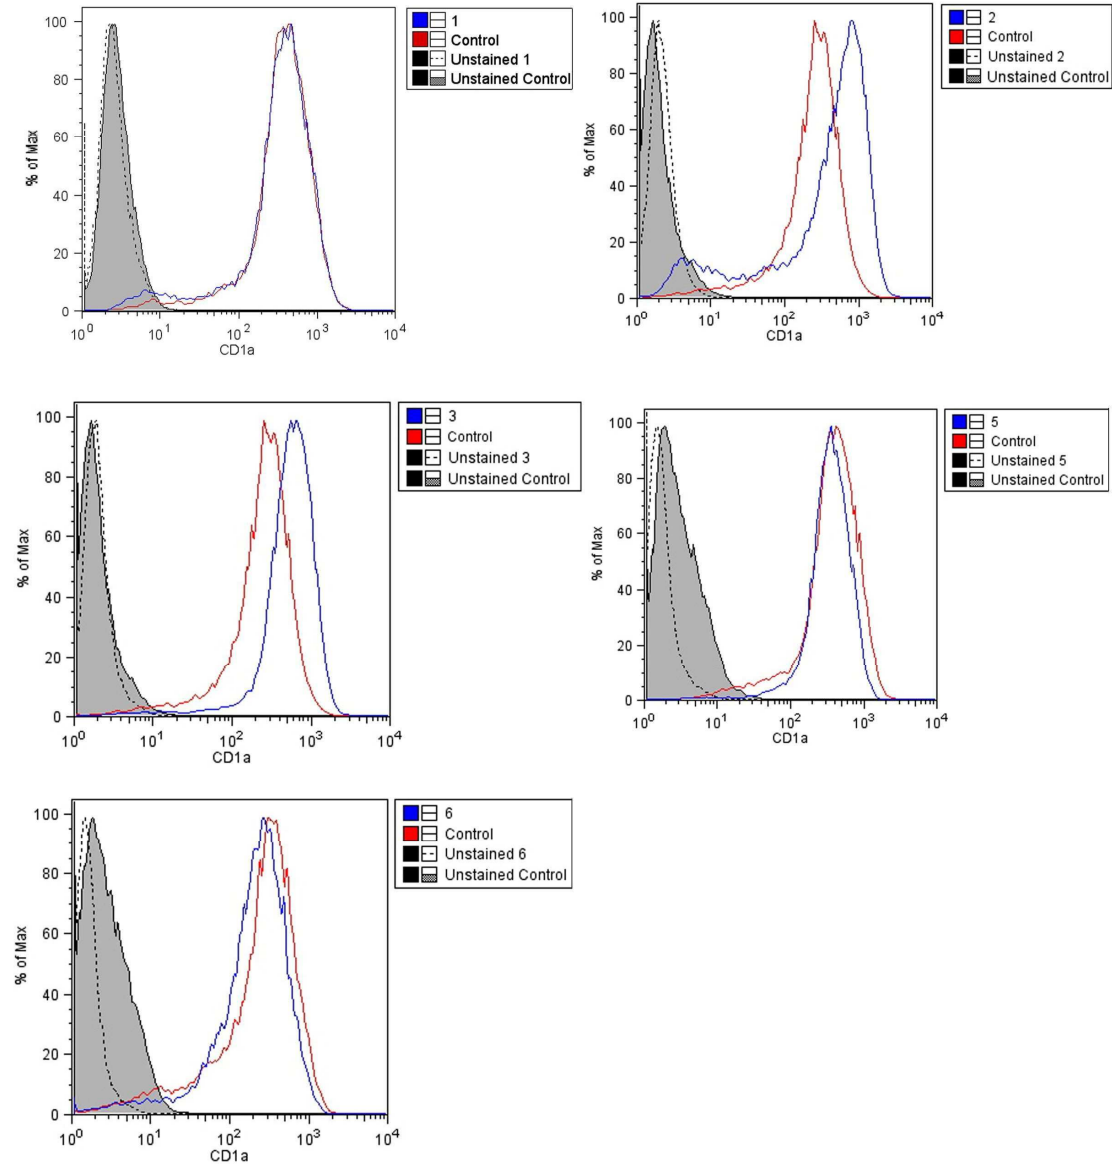 1
Control
Unstained 1
Unstained Control
100
80
60
40
20
0
% of Max
10^0 10^1 10^2 10^3 10^4
CD1a
2
Control
Unstained 2
Unstained Control
100
80
60
40
20
0
% of Max
10^0 10^1 10^2 10^3 10^4
CD1a
3
Control
Unstained 3
Unstained Control
100
80
60
40
20
0
% of Max
10^0 10^1 10^2 10^3 10^4
CD1a
5
Control
Unstained 5
Unstained Control
100
80
60
40
20
0
% of Max
10^0 10^1 10^2 10^3 10^4
CD1a
6
Control
Unstained 6
Unstained Control
100
80
60
40
20
0
% of Max
10^0 10^1 10^2 10^3 10^4
CD1a